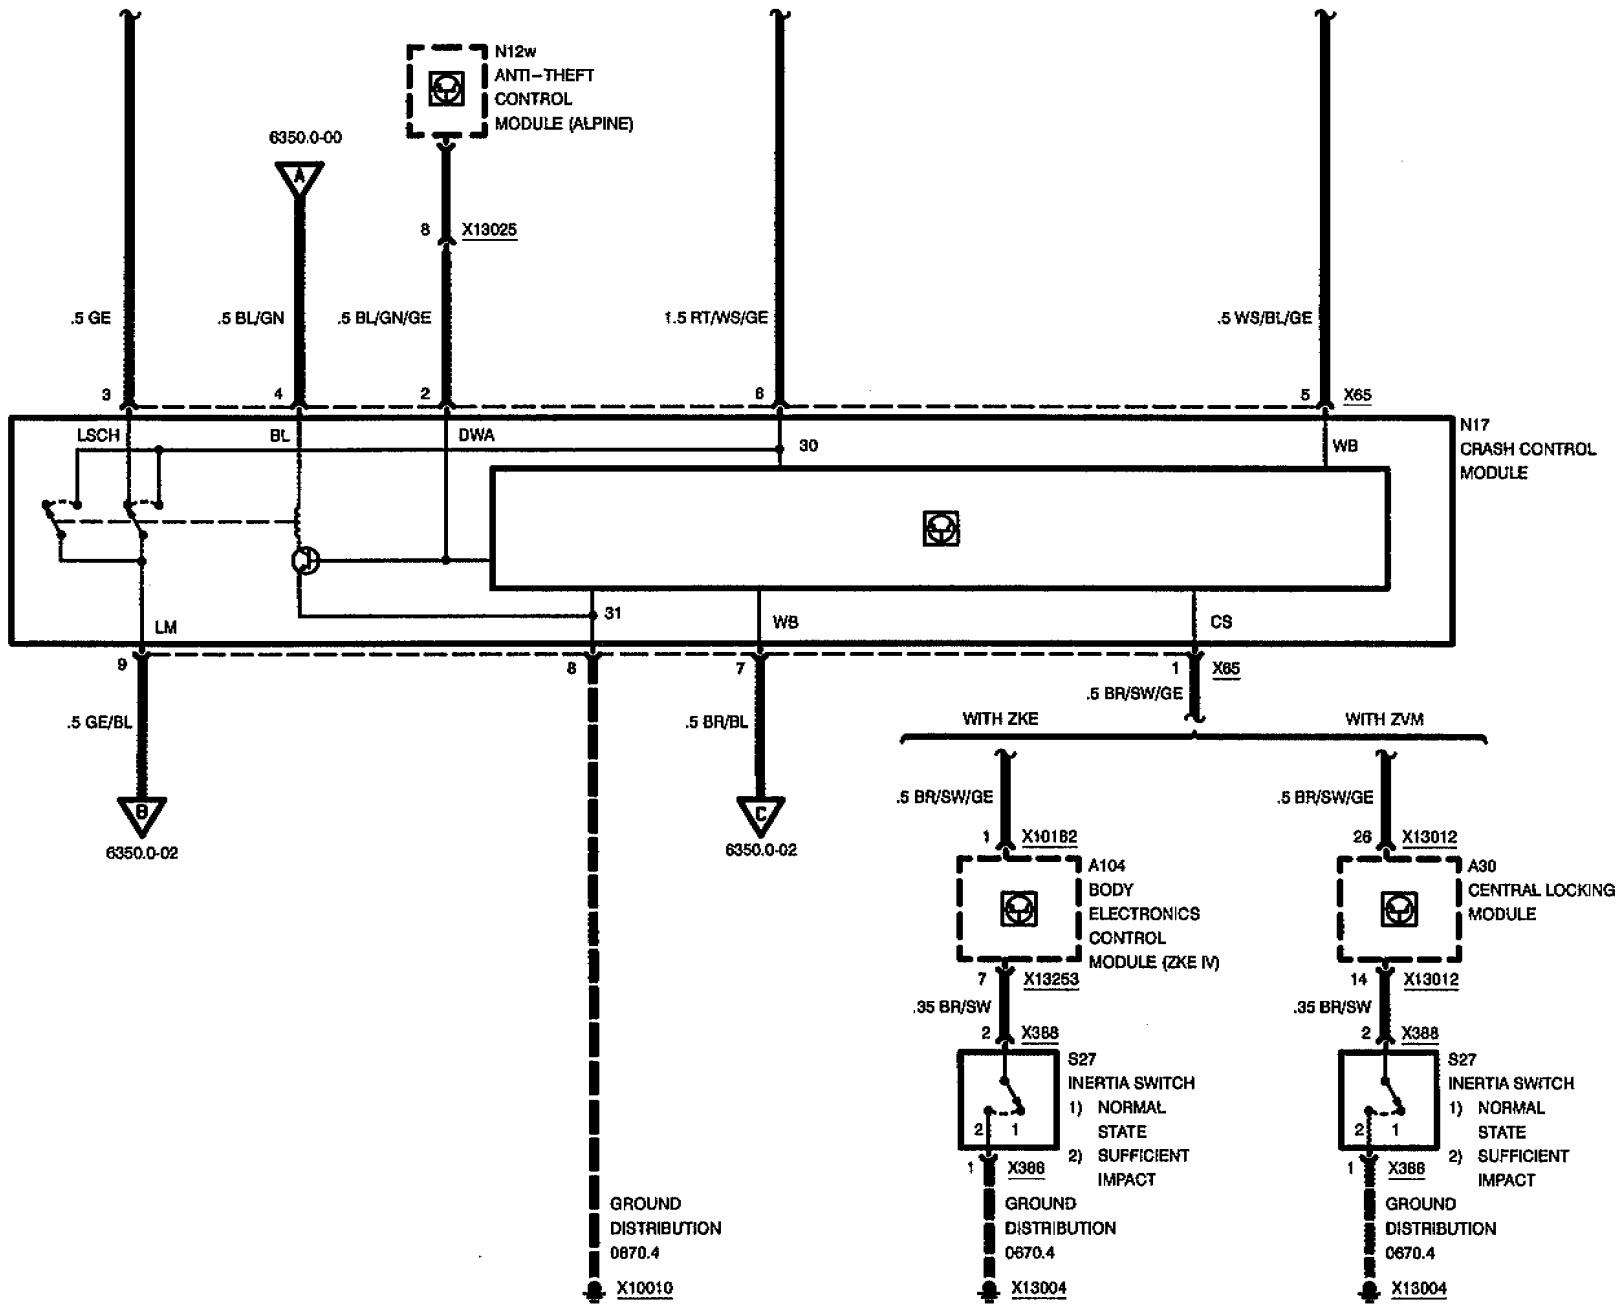 N12w
ANTI-THEFT
CONTROL
MODULE (ALPINE)
6350.0-00
A
8 X13025
.5 GE
.5 BL/GN
.5 BL/GN/GE
1.5 RT/WS/GE
.5 WS/BL/GE
3 4 2 6 5 X65
N17
CRASH CONTROL
MODULE
LSCH BL DWA 30 WB
31
LM WB CS
9 8 7 1 X65
.5 GE/BL
.5 BR/BL
.5 BR/SW/GE
WITH ZKE WITH ZVM
B
6350.0-02
C
6350.0-02
.5 BR/SW/GE
1 X10182
A104
BODY
ELECTRONICS
CONTROL
MODULE (ZKE IV)
7 X13253
.35 BR/SW
2 X388
S27
INERTIA SWITCH
1) NORMAL
STATE
2) SUFFICIENT
IMPACT
2 1
1 X388
.5 BR/SW/GE
26 X13012
A30
CENTRAL LOCKING
MODULE
14 X13012
.35 BR/SW
2 X388
S27
INERTIA SWITCH
1) NORMAL
STATE
2) SUFFICIENT
IMPACT
2 1
1 X388
GROUND
DISTRIBUTION
0670.4
X10010
GROUND
DISTRIBUTION
0670.4
X13004
GROUND
DISTRIBUTION
0670.4
X13004